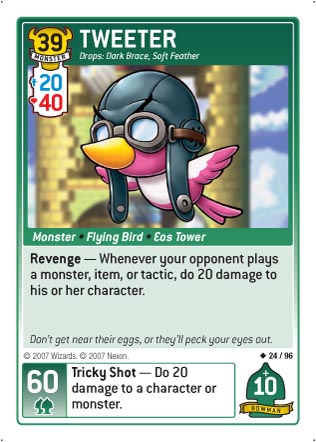 39
MONSTER
TWEETER
Drops: Dark Brace, Soft Feather
20
40
Monster • Flying Bird • Eos Tower
Revenge — Whenever your opponent plays
a monster, item, or tactic, do 20 damage to
his or her character.
Don't get near their eggs, or they'll peck your eyes out.
© 2007 Wizards. © 2007 Nexon.
◆ 24 / 96
60
Tricky Shot — Do 20
damage to a character or
monster.
+
10
BOWMAN